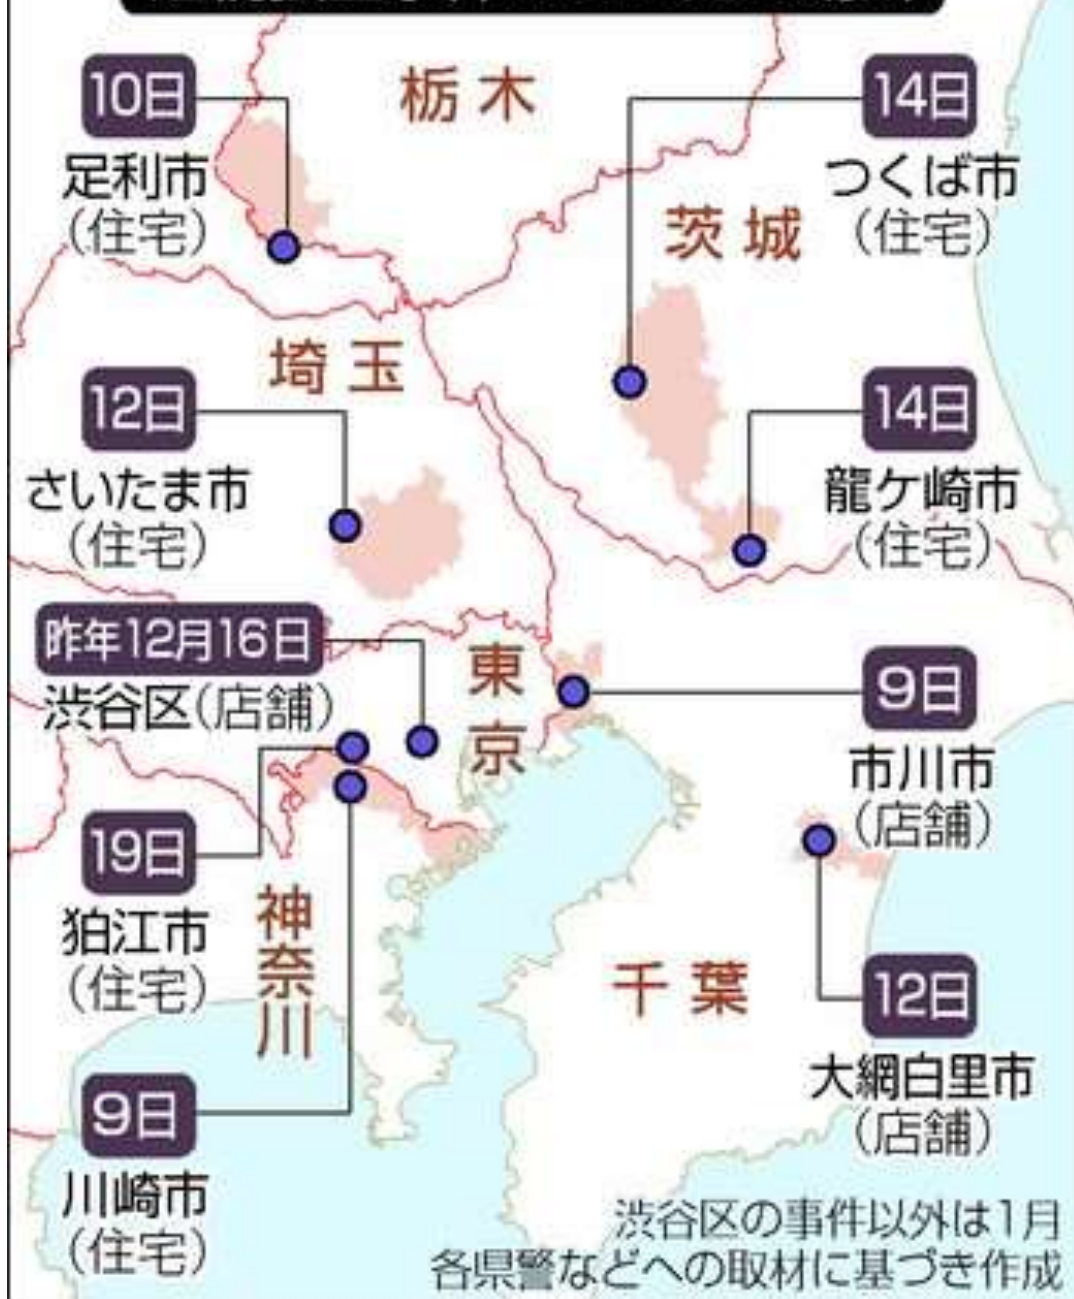 10日
足利市
(住宅)
栃木
14日
つくば市
(住宅)
茨城
埼玉
12日
さいたま市
(住宅)
14日
龍ケ崎市
(住宅)
昨年12月16日
渋谷区(店舗)
東京
9日
市川市
(店舗)
19日
狛江市
(住宅)
神奈川
千葉
12日
大網白里市
(店舗)
9日
川崎市
(住宅)
渋谷区の事件以外は1月
各県警などへの取材に基づき作成